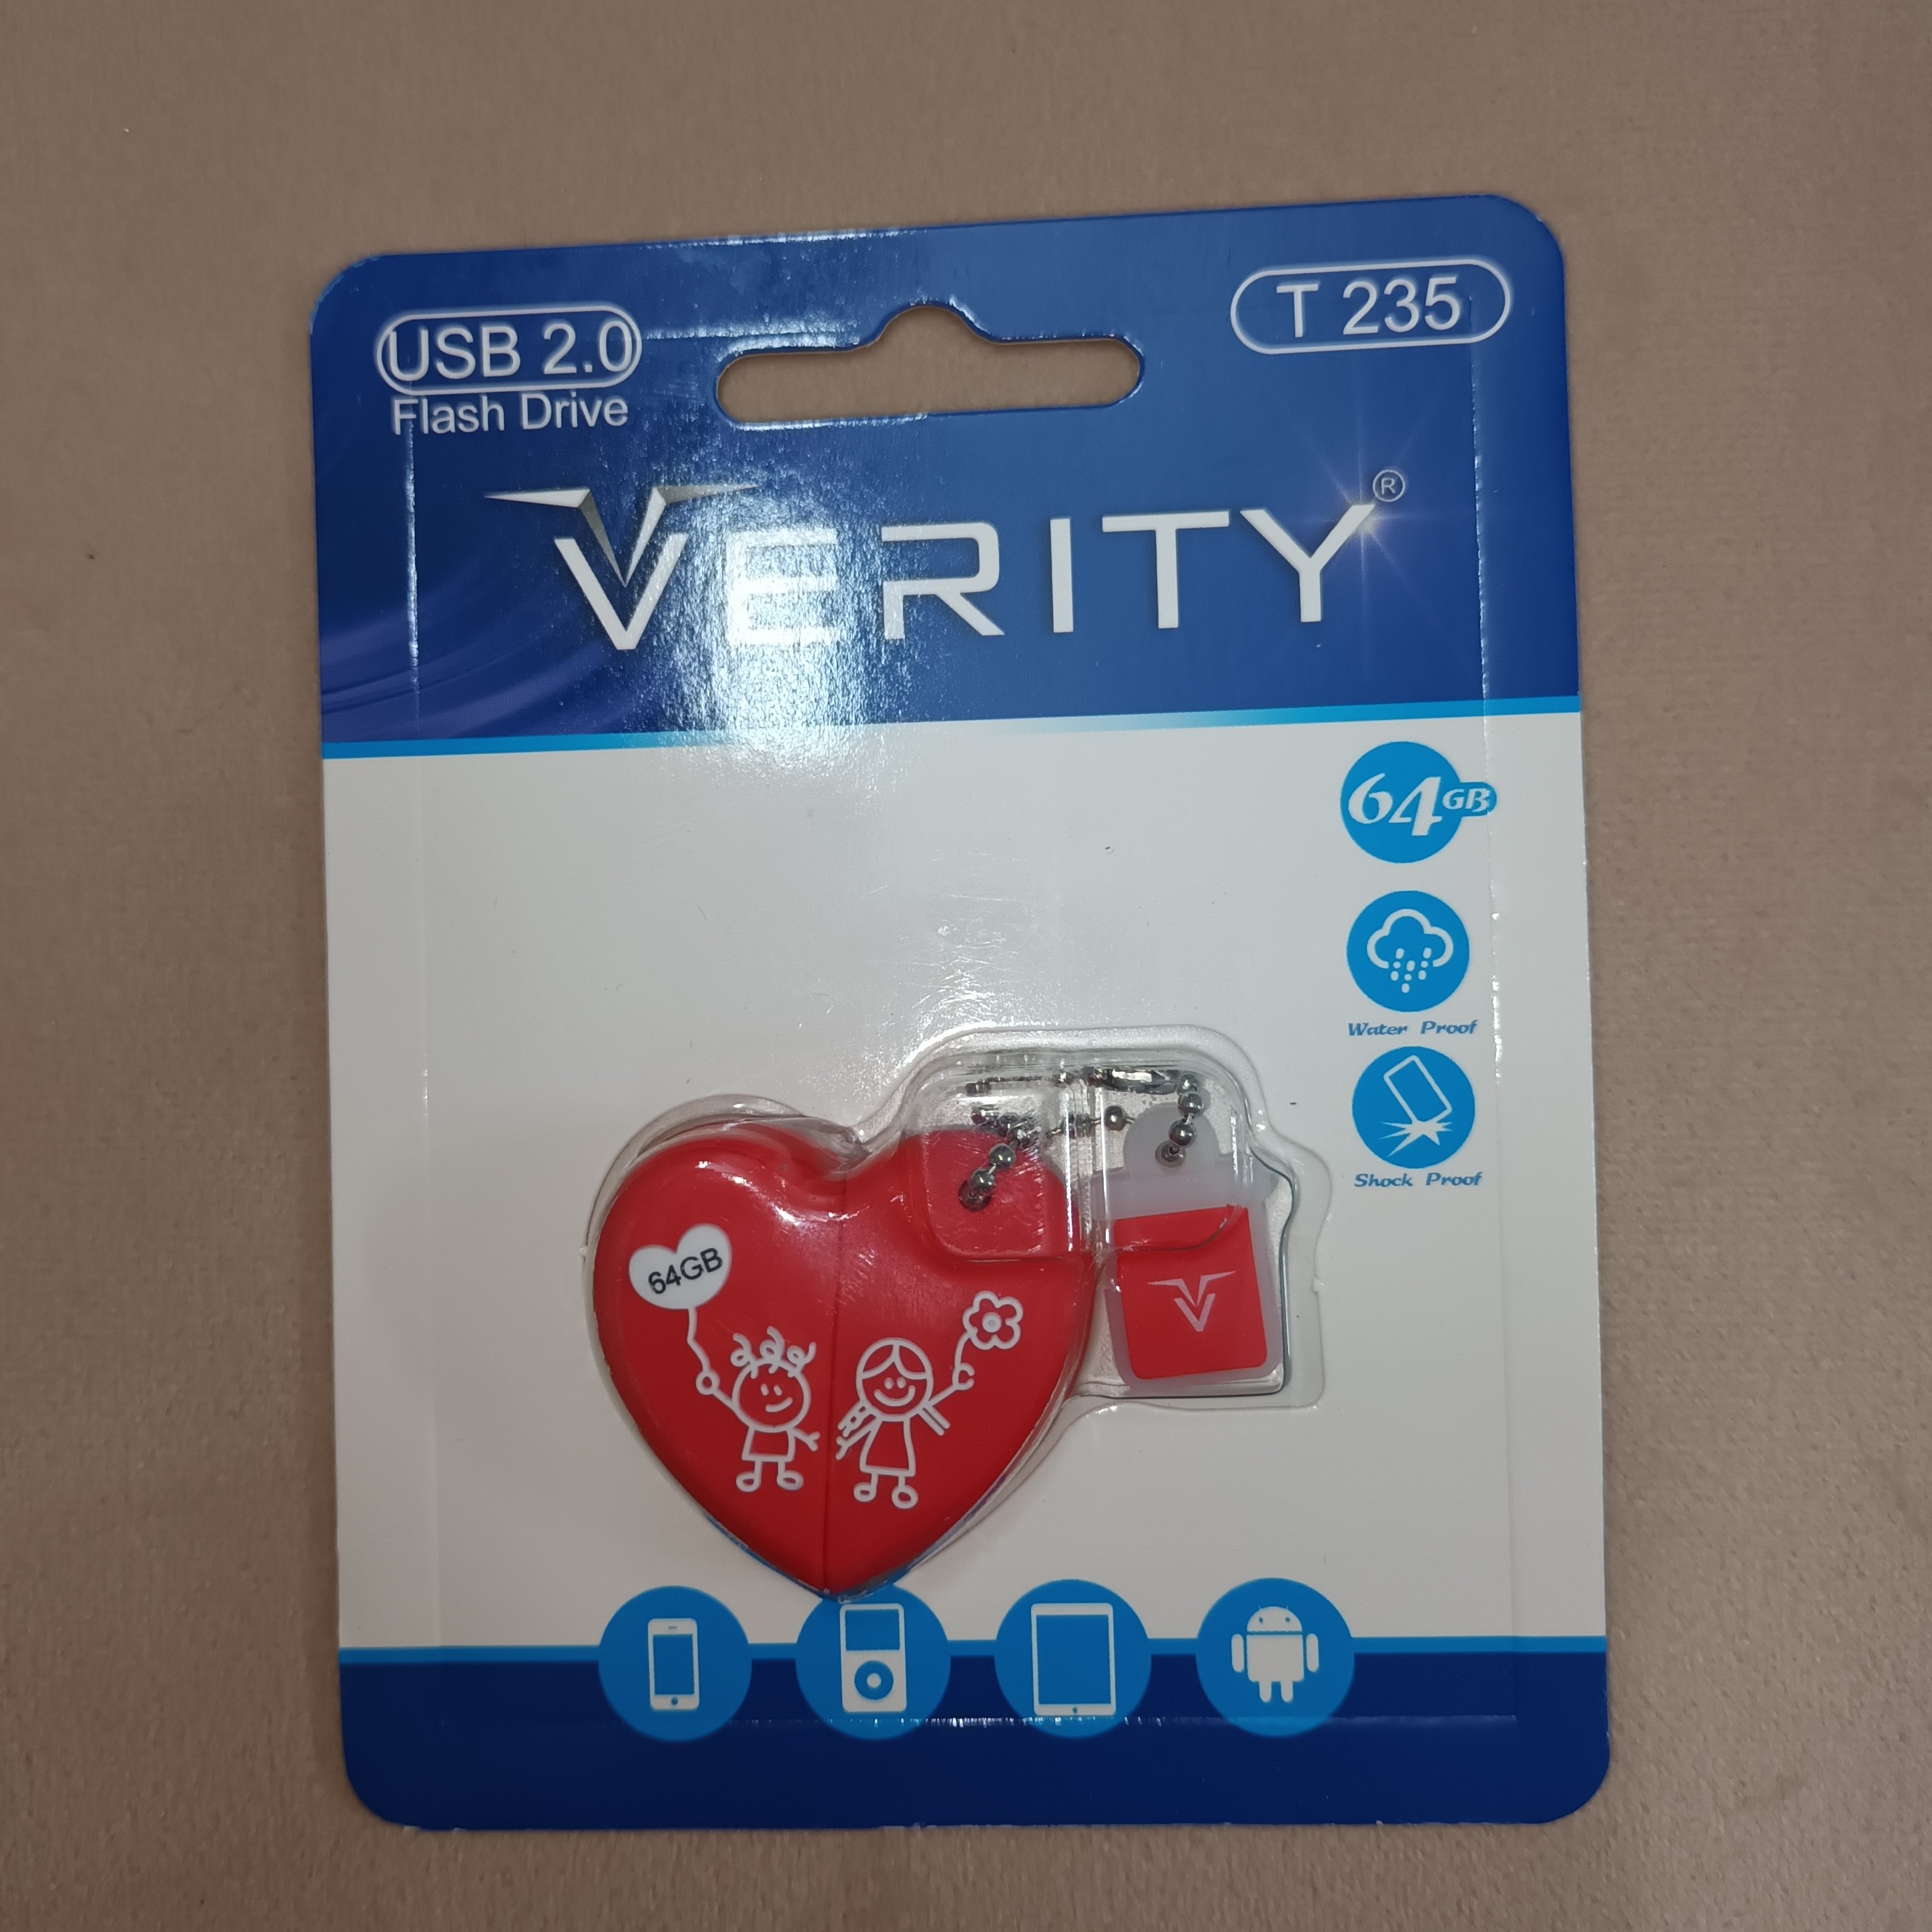 USB 2.0
Flash Drive
T 235
VERITY®
64GB
Water Proof
Shock Proof
64GB